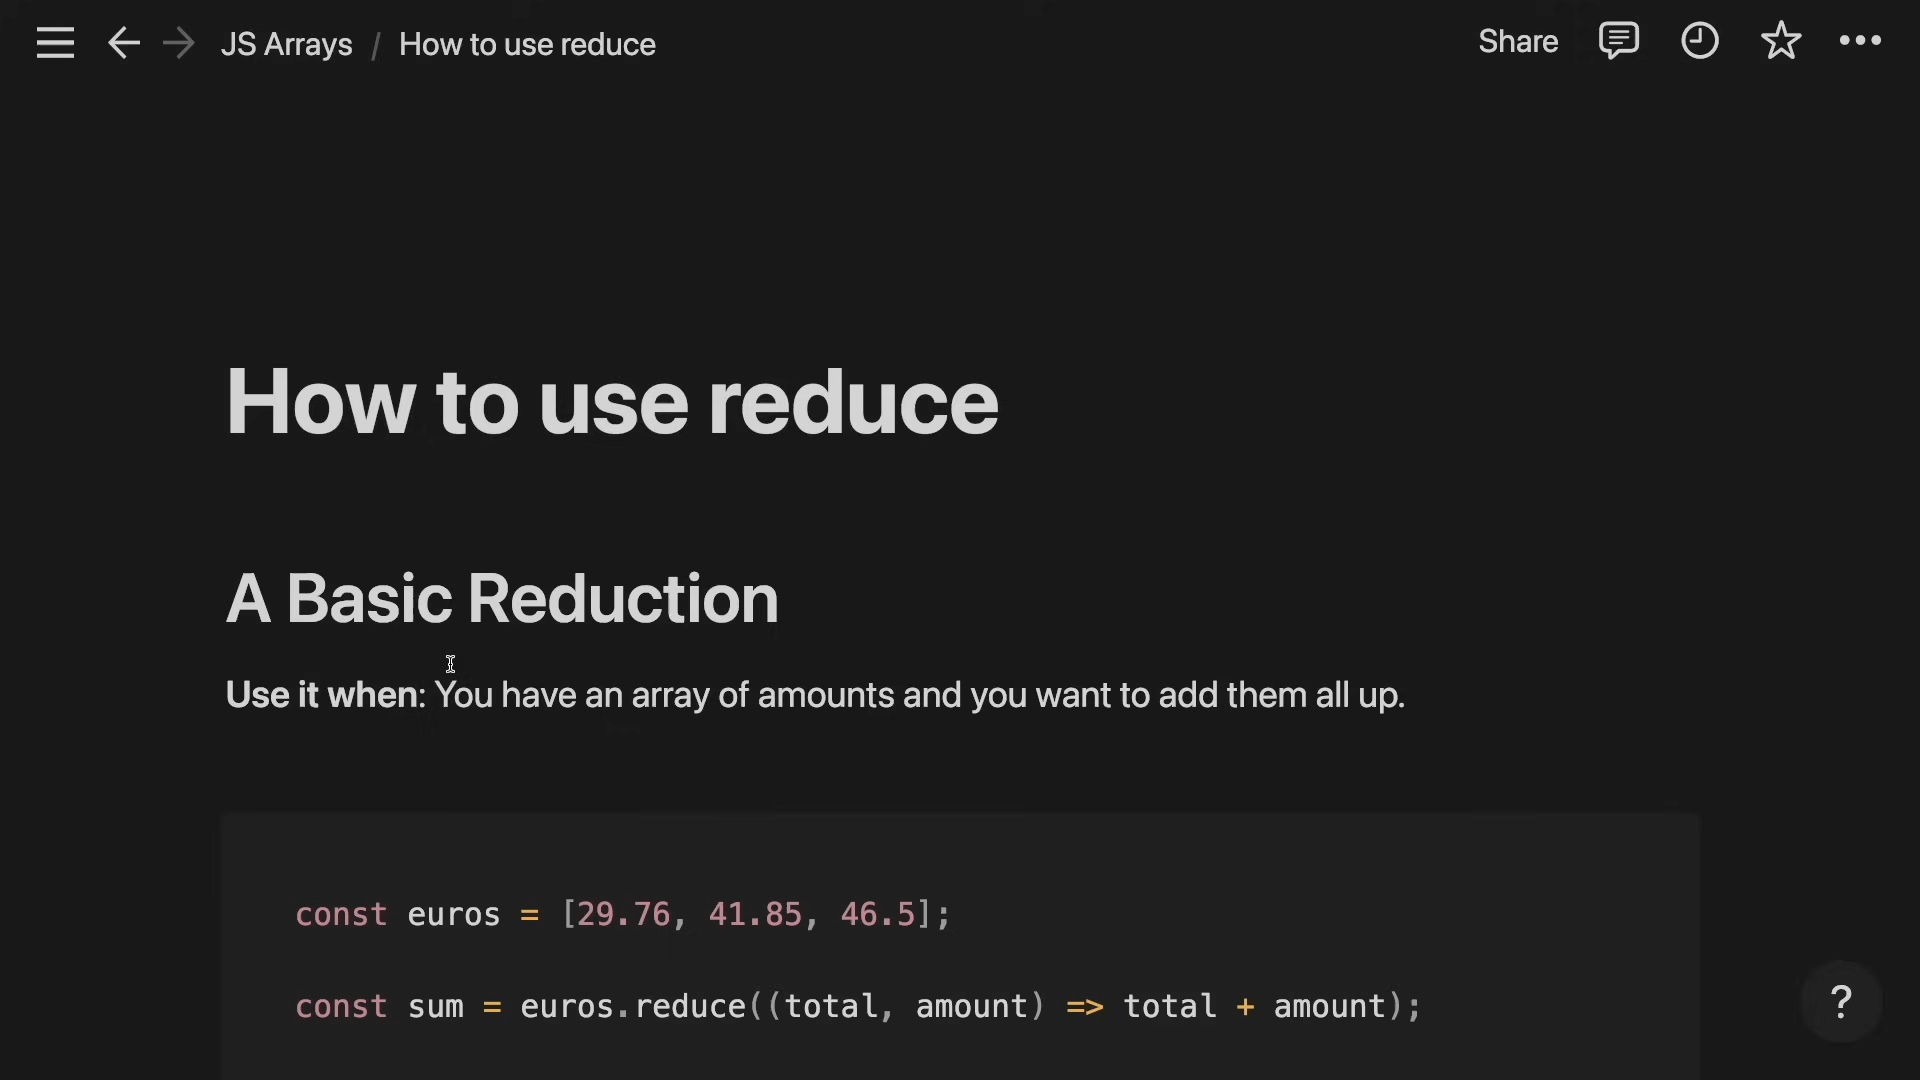 JS Arrays / How to use reduce
Share
How to use reduce
A Basic Reduction
Use it when: You have an array of amounts and you want to add them all up.
const euros = [29.76, 41.85, 46.5];
const sum = euros.reduce((total, amount) => total + amount);
?